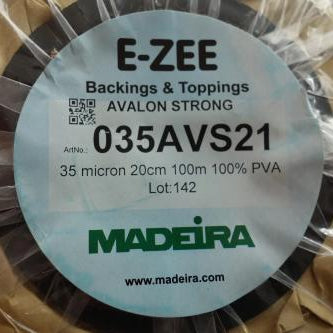 E-ZEE
Backings & Toppings
AVALON STRONG
ArtNo.: 035AVS21
35 micron 20cm 100m 100% PVA
Lot:142
MADEIRA
www.madeira.com